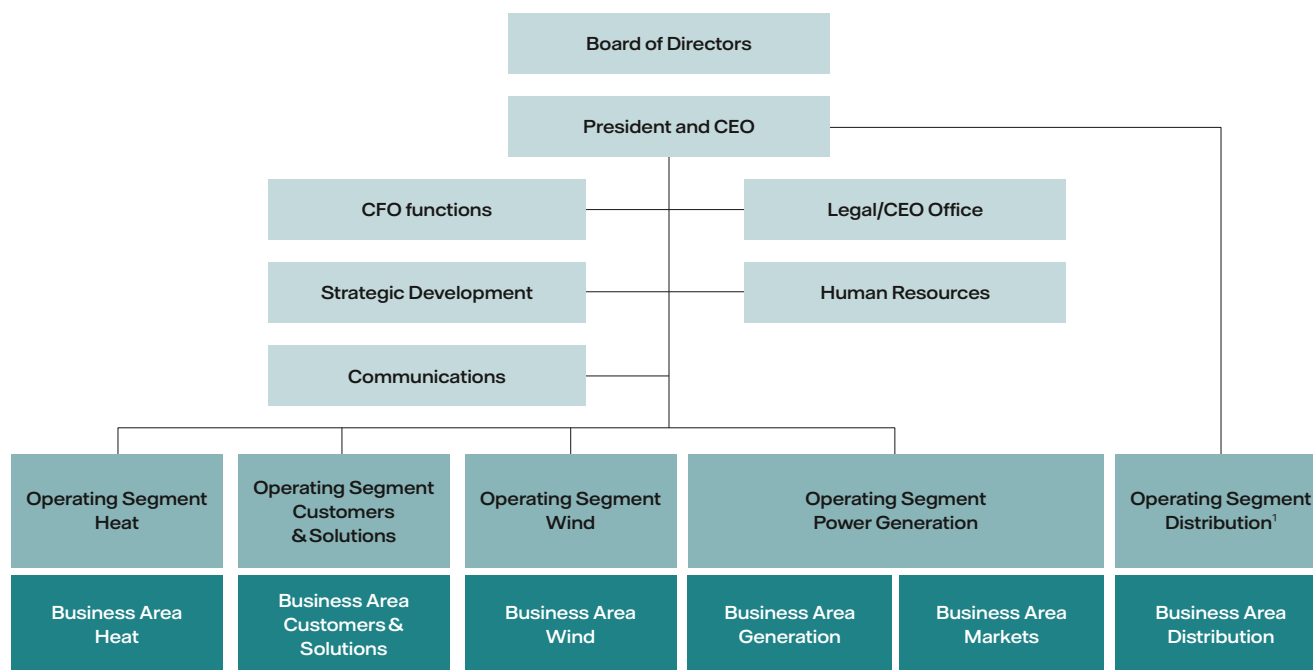 Board of Directors
President and CEO
CFO functions
Legal/CEO Office
Strategic Development
Human Resources
Communications
Operating Segment
Heat
Operating Segment
Customers
& Solutions
Operating Segment
Wind
Operating Segment
Power Generation
Operating Segment
Distribution¹
Business Area
Heat
Business Area
Customers &
Solutions
Business Area
Wind
Business Area
Generation
Business Area
Markets
Business Area
Distribution